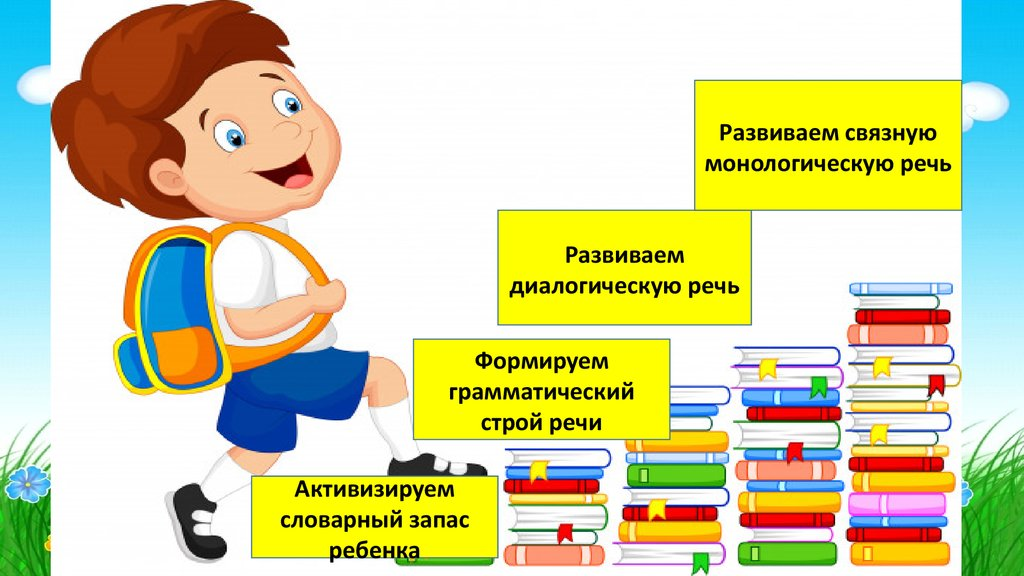 Развиваем связную
монологическую речь
Развиваем
диалогическую речь
Формируем
грамматический
строй речи
Активизируем
словарный запас
ребенка